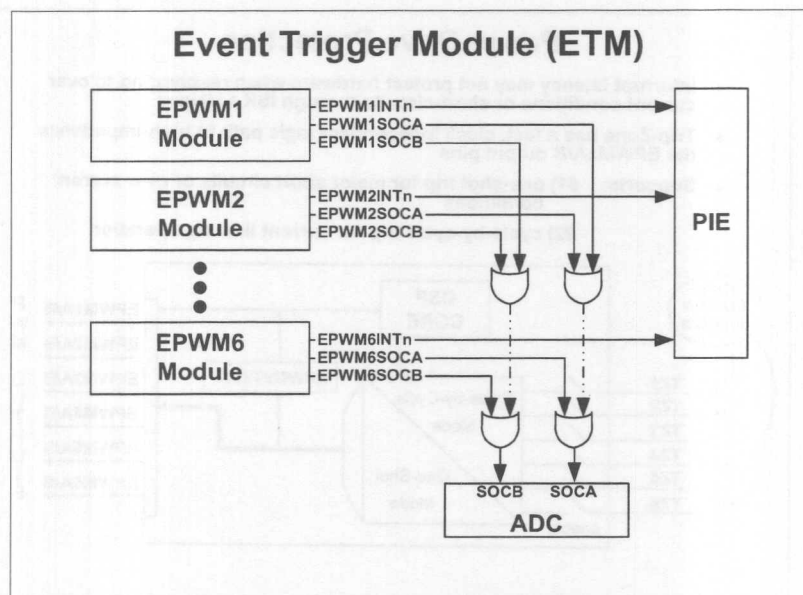 Event Trigger Module (ETM)
EPWM1
Module
EPWM1INTn
EPWM1SOCA
EPWM1SOCB
EPWM2
Module
EPWM2INTn
EPWM2SOCA
EPWM2SOCB
PIE
EPWM6
Module
EPWM6INTn
EPWM6SOCA
EPWM6SOCB
SOCB SOCA
ADC